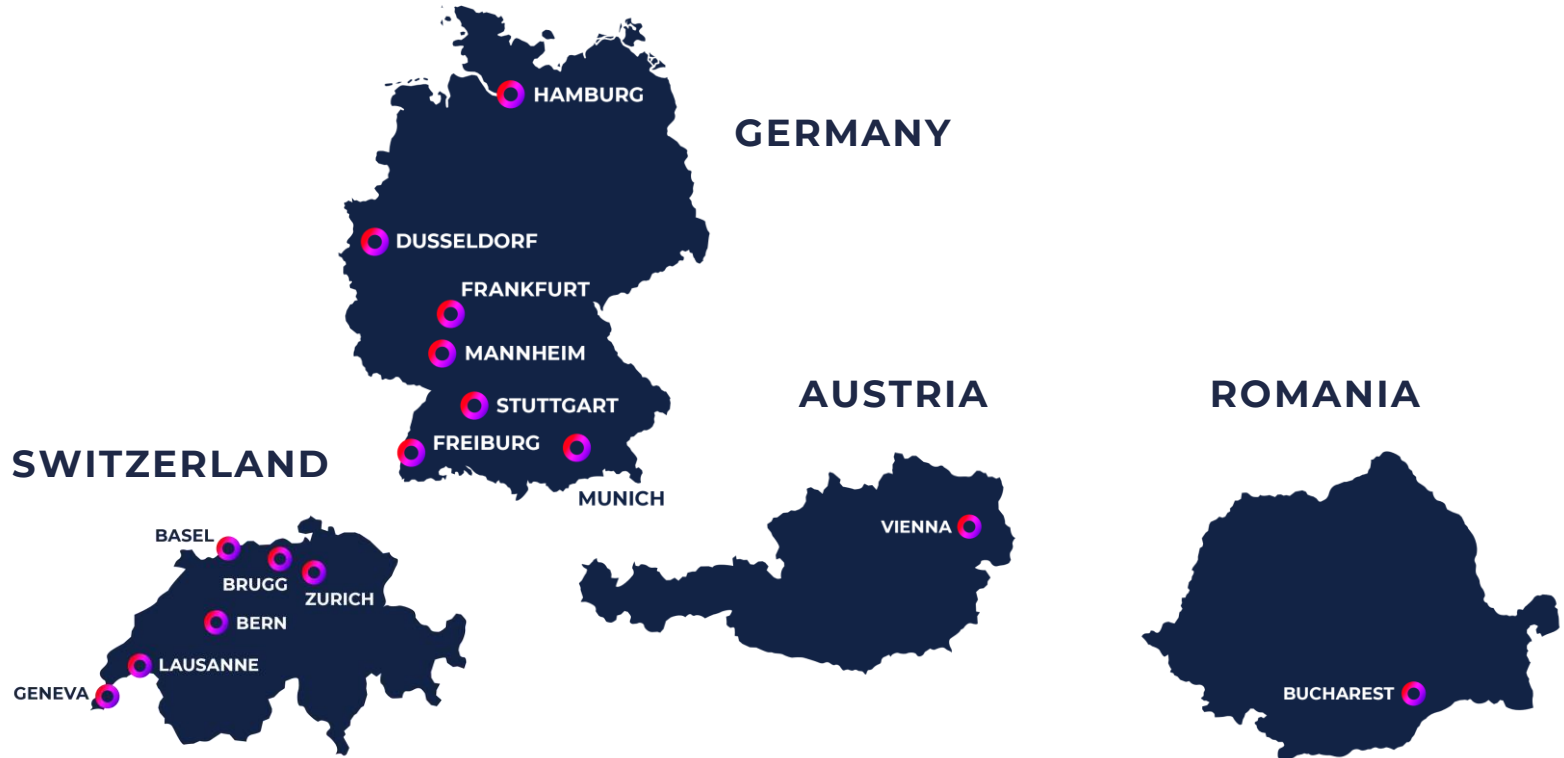 HAMBURG
GERMANY
DUSSELDORF
FRANKFURT
MANNHEIM
STUTTGART
FREIBURG
MUNICH
SWITZERLAND
BASEL
BRUGG
ZURICH
BERN
LAUSANNE
GENEVA
AUSTRIA
VIENNA
ROMANIA
BUCHAREST